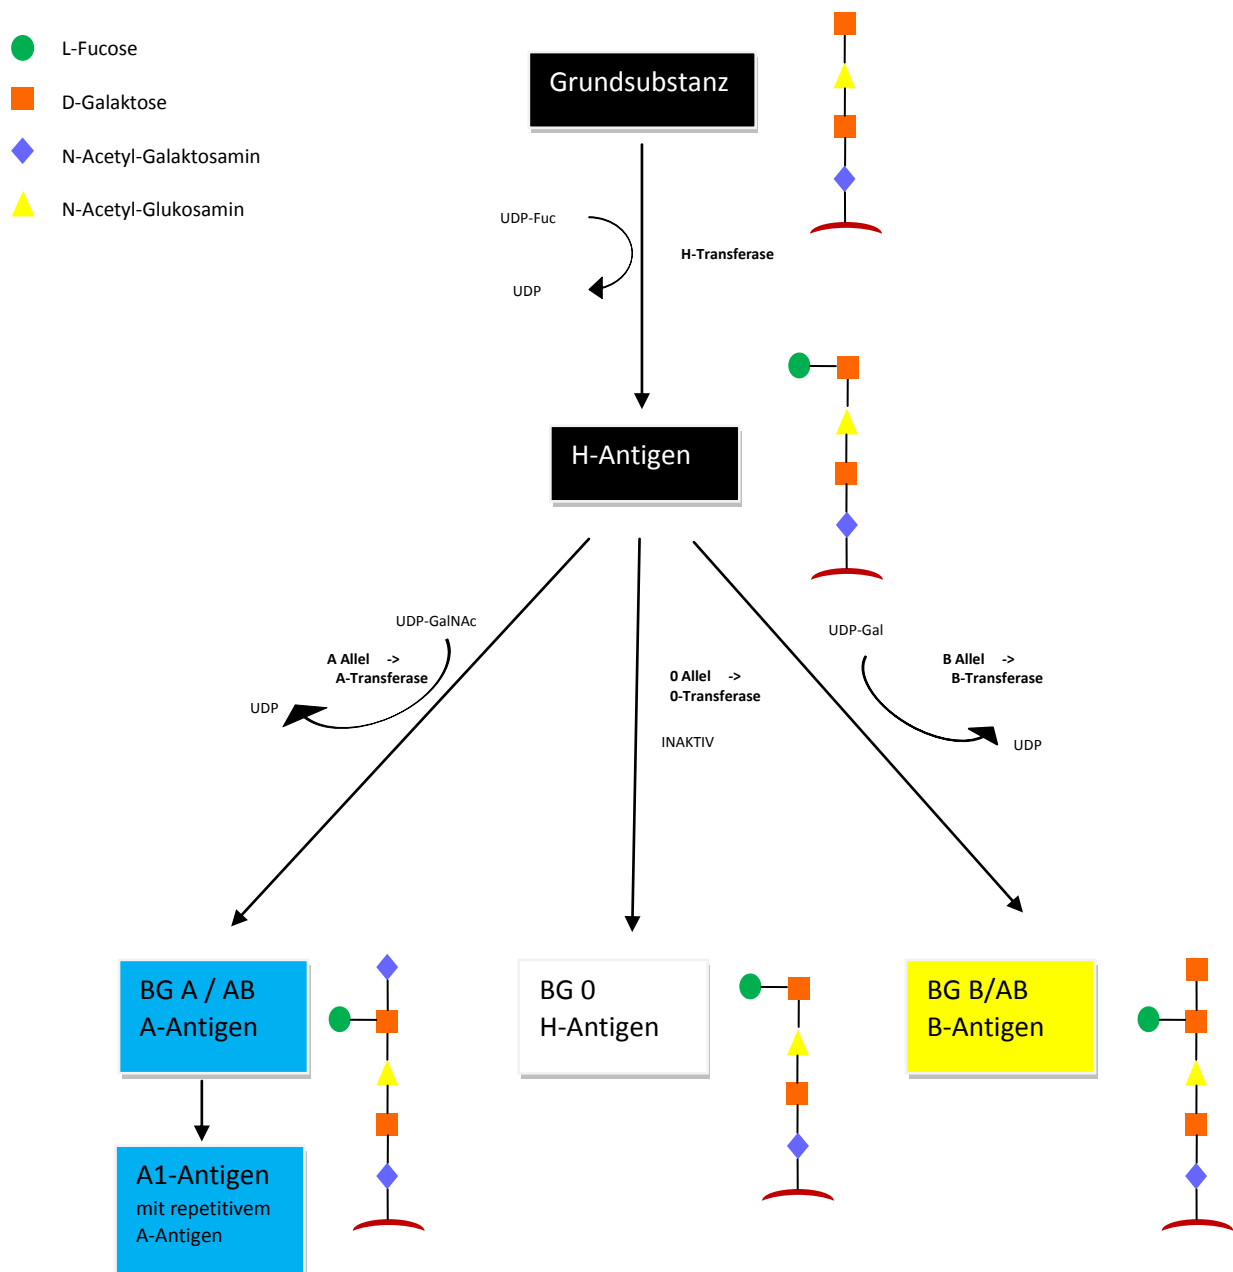 L-Fucose
D-Galaktose
N-Acetyl-Galaktosamin
N-Acetyl-Glukosamin
Grundsubstanz
UDP-Fuc
H-Transferase
UDP
H-Antigen
UDP-GalNAc
A Allel ->
A-Transferase
UDP
0 Allel ->
0-Transferase
INAKTIV
UDP-Gal
B Allel ->
B-Transferase
UDP
BG A / AB
A-Antigen
BG 0
H-Antigen
BG B/AB
B-Antigen
A1-Antigen
mit repetitivem
A-Antigen